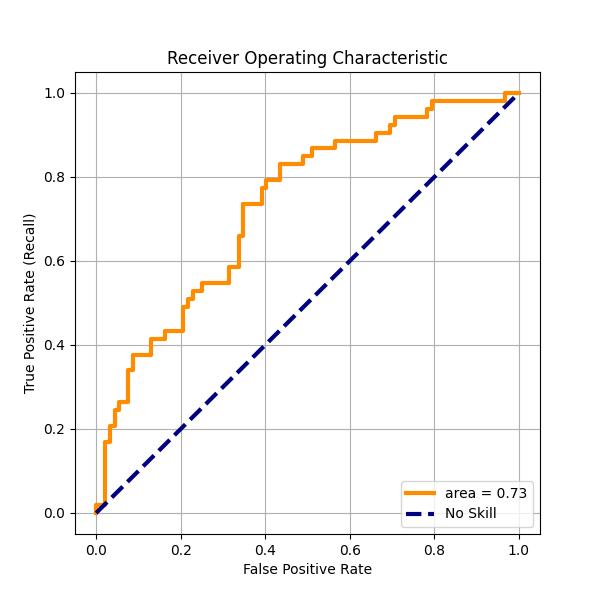 Receiver Operating Characteristic
True Positive Rate (Recall)
1.0
0.8
0.6
0.4
0.2
0.0
0.0 0.2 0.4 0.6 0.8 1.0
False Positive Rate
area = 0.73
No Skill